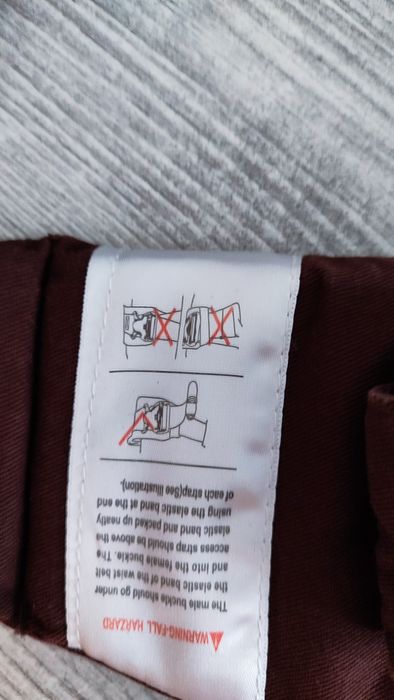 ⚠ WARNING-FALL HARZARD
The male buckle should go under
the elastic band of the waist belt
and into the female buckle. The
access strap should be above the
elastic band and packed up neatly
using the elastic band at the end
of each strap(See Illustration).